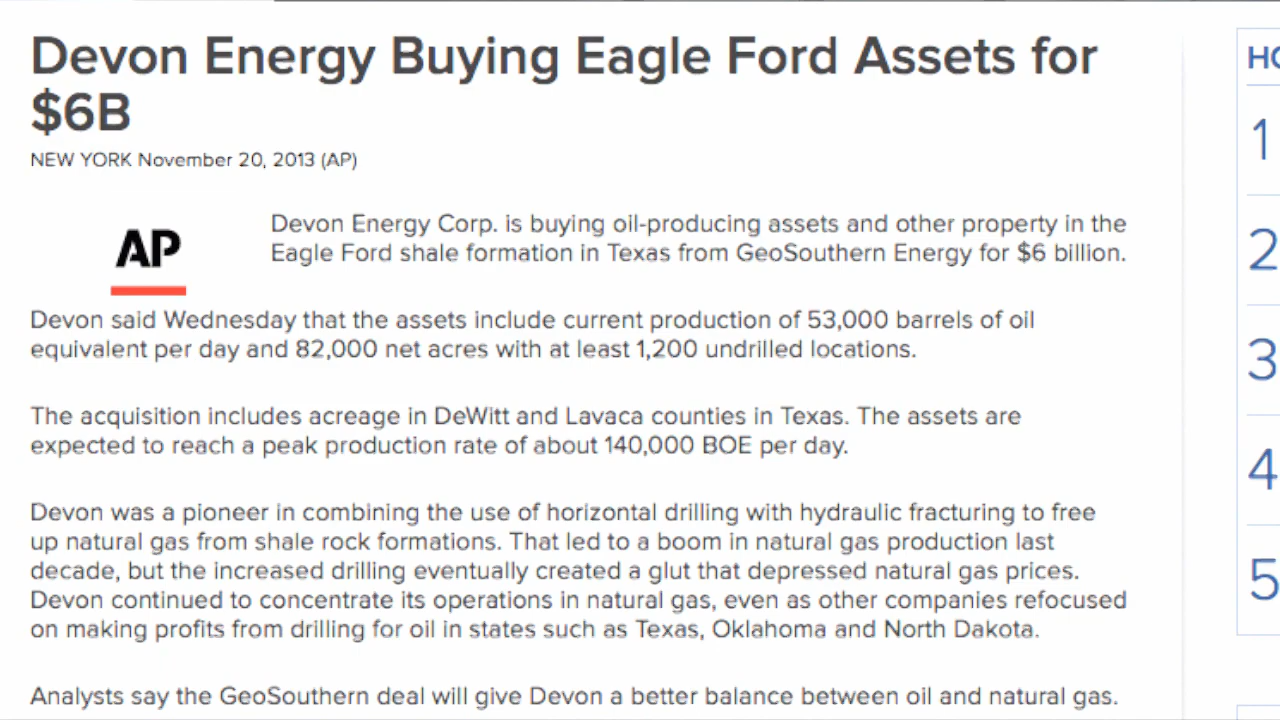 Devon Energy Buying Eagle Ford Assets for
$6B
NEW YORK November 20, 2013 (AP)
AP
Devon Energy Corp. is buying oil-producing assets and other property in the
Eagle Ford shale formation in Texas from GeoSouthern Energy for $6 billion.
Devon said Wednesday that the assets include current production of 53,000 barrels of oil
equivalent per day and 82,000 net acres with at least 1,200 undrilled locations.
The acquisition includes acreage in DeWitt and Lavaca counties in Texas. The assets are
expected to reach a peak production rate of about 140,000 BOE per day.
Devon was a pioneer in combining the use of horizontal drilling with hydraulic fracturing to free
up natural gas from shale rock formations. That led to a boom in natural gas production last
decade, but the increased drilling eventually created a glut that depressed natural gas prices.
Devon continued to concentrate its operations in natural gas, even as other companies refocused
on making profits from drilling for oil in states such as Texas, Oklahoma and North Dakota.
Analysts say the GeoSouthern deal will give Devon a better balance between oil and natural gas.
1
2
3
4
5